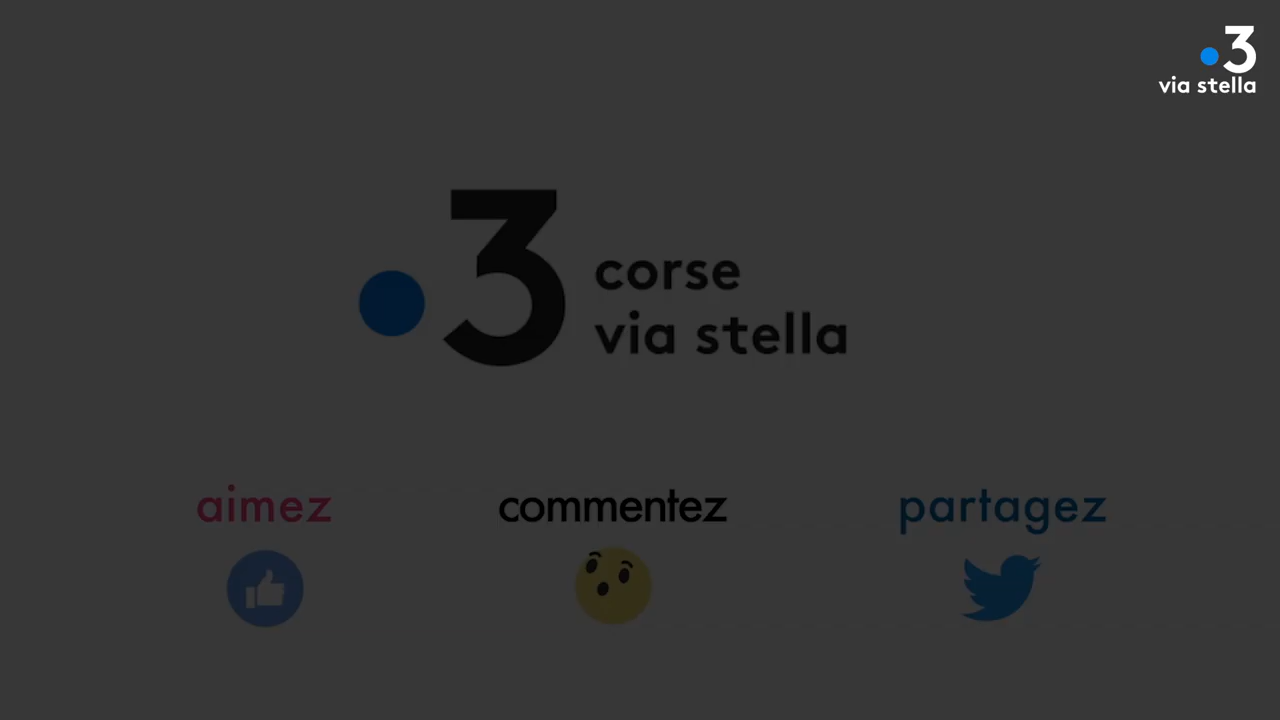 3
via stella
3
corse
via stella
aimez
commentez
partagez